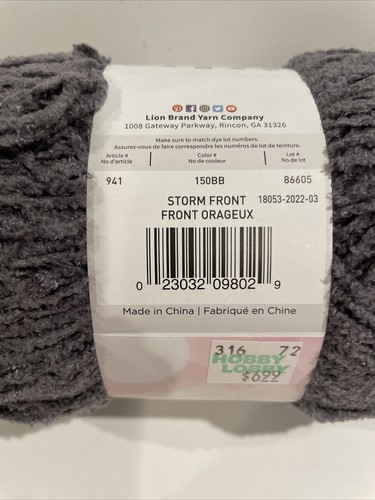 Lion Brand Yarn Company
1008 Gateway Parkway, Rincon, GA 31326
Make sure to match dye lot numbers.
Assurez-vous de faire correspondre les numéros de lot de teinture.
Article # Color # Lot #
No d'article No de couleur No de lot
941 150BB 86605
STORM FRONT 18053-2022-03
FRONT ORAGEUX
0 23032 09802 9
Made in China | Fabriqué en Chine
316 72
HOBBY
LOBBY
$6.99